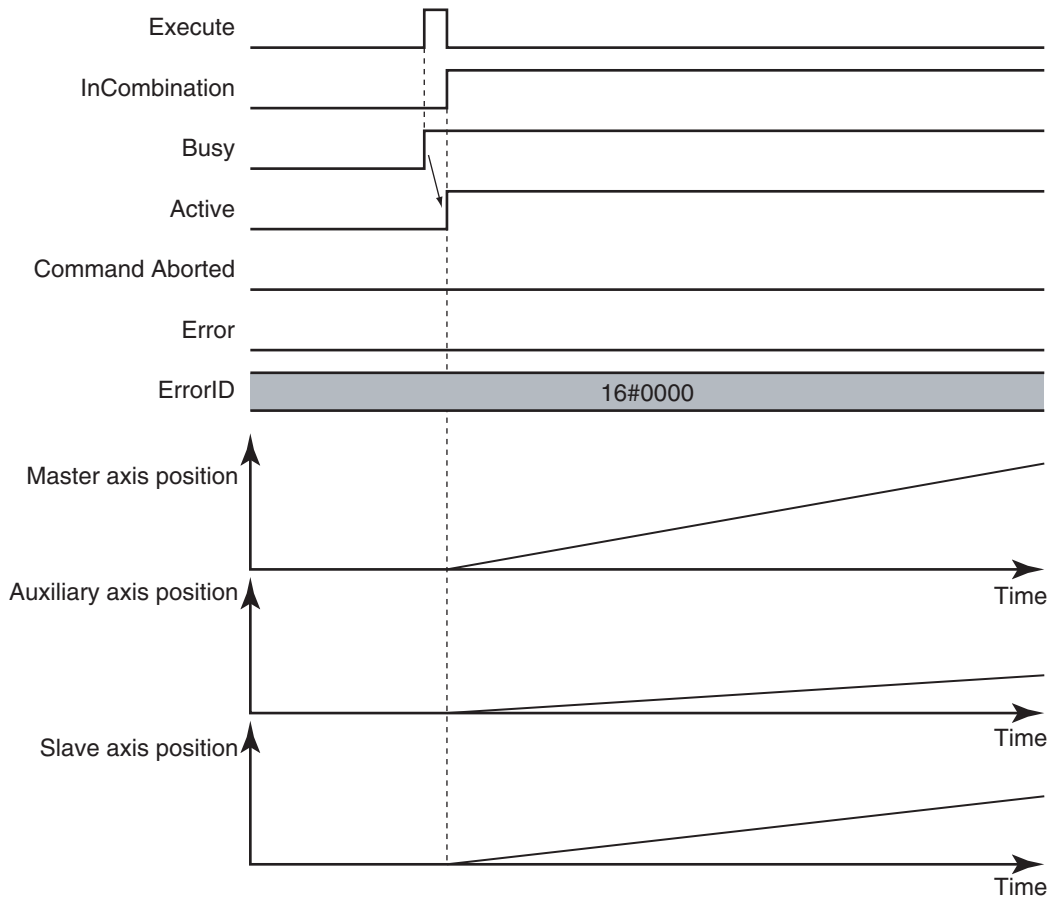 Execute
InCombination
Busy
Active
Command Aborted
Error
ErrorID
16#0000
Master axis position
Time
Auxiliary axis position
Time
Slave axis position
Time